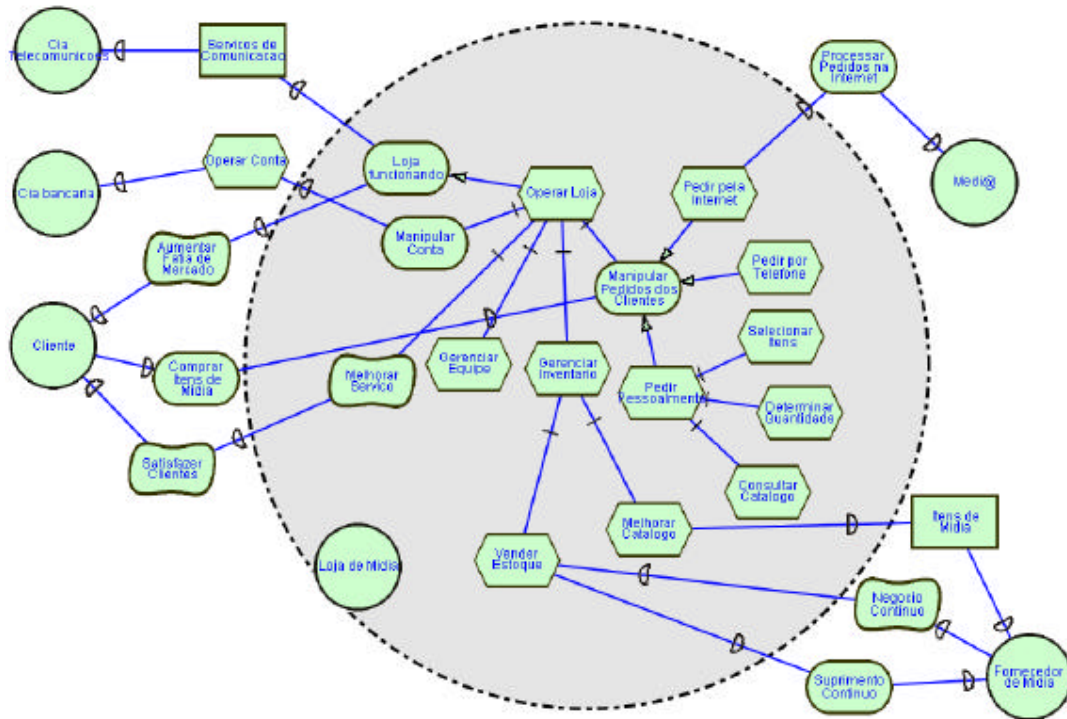 Cia
Telecomunicoes
Servicos de
Comunicacao
Processar
Pedidos na
Internet
Cia bancaria
Operar Conta
Loja
funcionando
Operar Loja
Pedir pela
Internet
Medi@
Aumentar
Fatia de
Mercado
Manipular
Conta
Manipular
Pedidos dos
Clientes
Pedir por
Telefone
Cliente
Comprar
Itens de
Midia
Melhorar
Servico
Gerenciar
Equipe
Gerenciar
Inventario
Selecionar
Itens
Pedir
Pessoalmente
Determinar
Quantidade
Satisfazer
Clientes
Consultar
Catalogo
Loja de Midia
Vender
Estoque
Melhorar
Catalogo
Itens de
Midia
Negocio
Continuo
Suprimento
Continuo
Fornecedor
de Midia